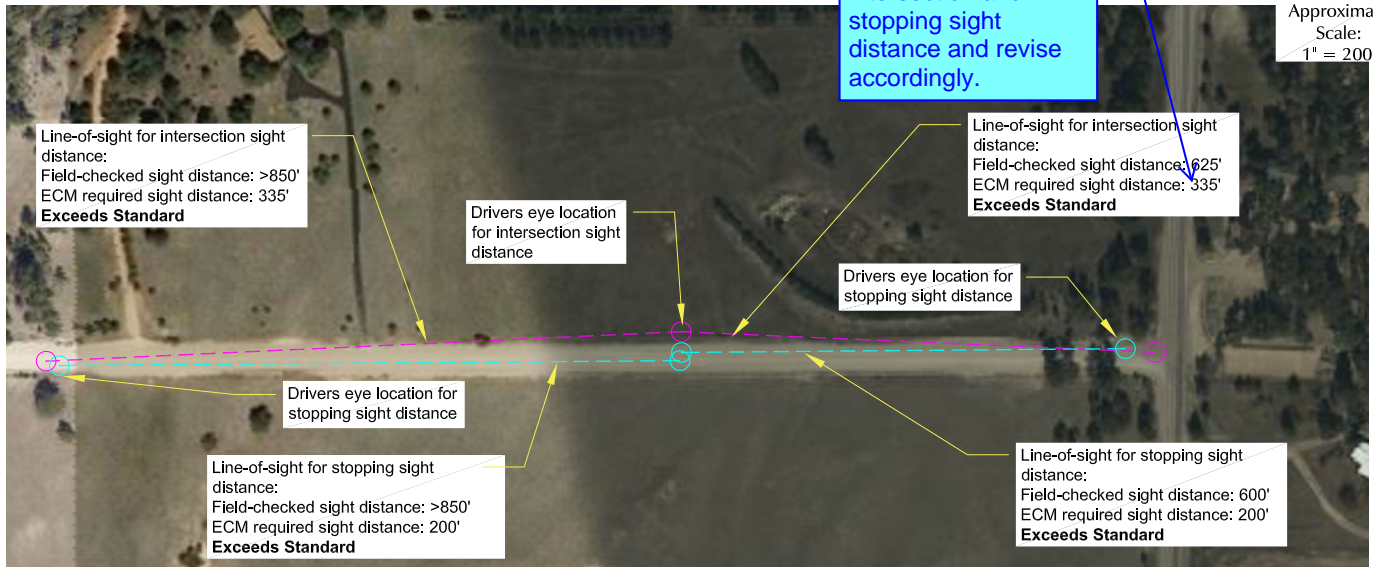 stopping sight
distance and revise
accordingly.
Approxima
Scale:
1" = 200
Line-of-sight for intersection sight
distance:
Field-checked sight distance: >850'
ECM required sight distance: 335'
Exceeds Standard
Line-of-sight for intersection sight
distance:
Field-checked sight distance: 625'
ECM required sight distance: 335'
Exceeds Standard
Drivers eye location
for intersection sight
distance
Drivers eye location for
stopping sight distance
Drivers eye location for
stopping sight distance
Line-of-sight for stopping sight
distance:
Field-checked sight distance: >850'
ECM required sight distance: 200'
Exceeds Standard
Line-of-sight for stopping sight
distance:
Field-checked sight distance: 600'
ECM required sight distance: 200'
Exceeds Standard